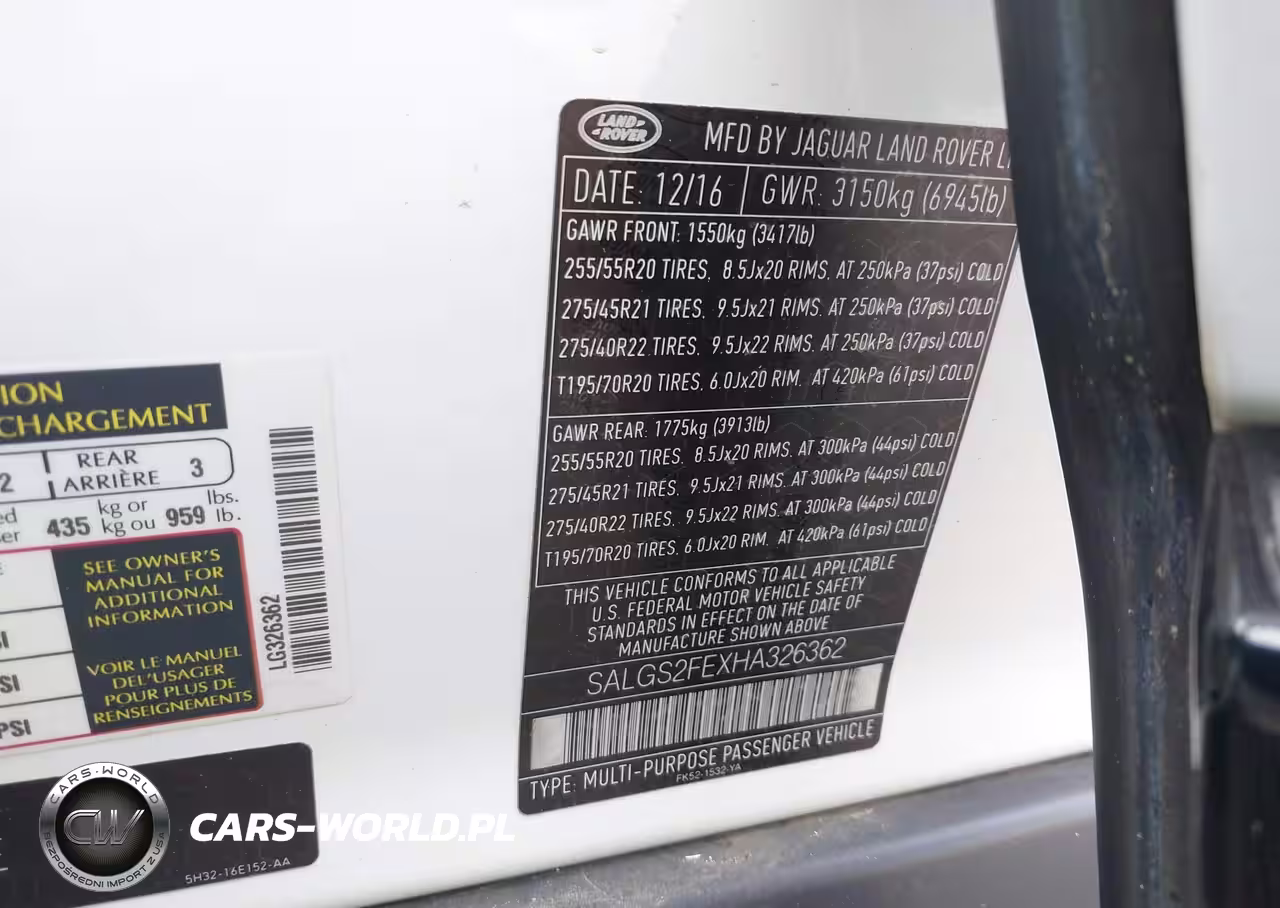 LAND ROVER
MFD BY JAGUAR LAND ROVER
DATE: 12/16 GWR: 3150kg (6945lb)
GAWR FRONT: 1550kg (3417lb)
255/55R20 TIRES, 8.5Jx20 RIMS, AT 250kPa (37psi) COLD
275/45R21 TIRES, 9.5Jx21 RIMS, AT 250kPa (37psi) COLD
275/40R22 TIRES, 9.5Jx22 RIMS, AT 250kPa (37psi) COLD
T195/70R20 TIRES, 6.0Jx20 RIM, AT 420kPa (61psi) COLD
GAWR REAR: 1775kg (3913lb)
255/55R20 TIRES, 8.5Jx20 RIMS, AT 300kPa (44psi) COLD
275/45R21 TIRES, 9.5Jx21 RIMS, AT 300kPa (44psi) COLD
275/40R22 TIRES, 9.5Jx22 RIMS, AT 300kPa (44psi) COLD
T195/70R20 TIRES, 6.0Jx20 RIM, AT 420kPa (61psi) COLD
THIS VEHICLE CONFORMS TO ALL APPLICABLE
U.S. FEDERAL MOTOR VEHICLE SAFETY
STANDARDS IN EFFECT ON THE DATE OF
MANUFACTURE SHOWN ABOVE
SALGS2FEXHA326362
TYPE: MULTI-PURPOSE PASSENGER VEHICLE
FK52-1532-YA
ION
CHARGEMENT
2 REAR
ARRIÈRE 3
435 kg or
kg ou 959 lbs.
lb.
SEE OWNER'S
MANUAL FOR
ADDITIONAL
INFORMATION
VOIR LE MANUEL
DEL'USAGER
POUR PLUS DE
RENSEIGNEMENTS
PSI
LG326362
5H32-16E152-AA
CARS-WORLD
CW
BEZPOŚREDNI IMPORT Z USA
CARS-WORLD.PL